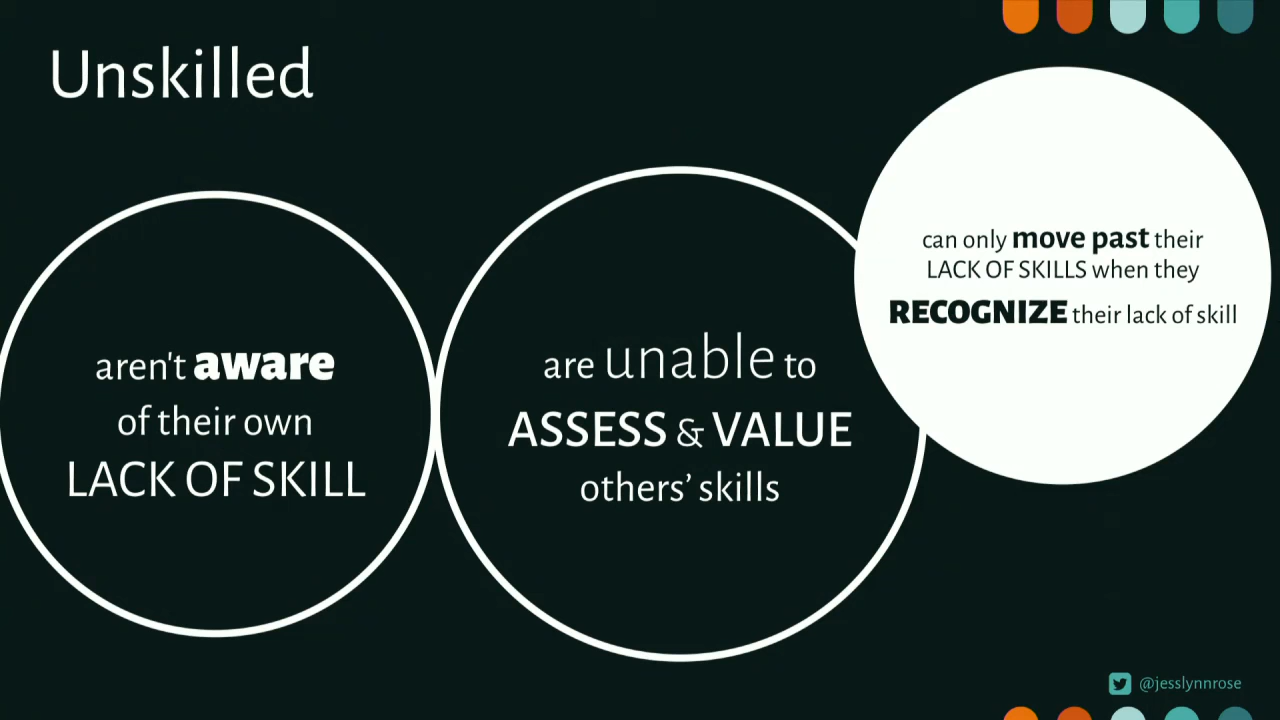 Unskilled
aren't aware
of their own
LACK OF SKILL
are unable to
ASSESS & VALUE
others’ skills
can only move past their
LACK OF SKILLS when they
RECOGNIZE their lack of skill
@jesslynnrose